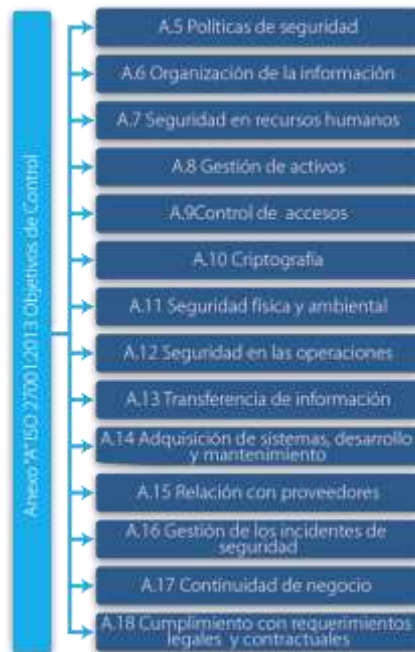 Anexo "A" ISO 27001:2013 Objetivos de Control
A.5 Políticas de seguridad
A.6 Organización de la información
A.7 Seguridad en recursos humanos
A.8 Gestión de activos
A.9Control de accesos
A.10 Criptografía
A.11 Seguridad física y ambiental
A.12 Seguridad en las operaciones
A.13 Transferencia de información
A.14 Adquisición de sistemas, desarrollo
y mantenimiento
A.15 Relación con proveedores
A.16 Gestión de los incidentes de
seguridad
A.17 Continuidad de negocio
A.18 Cumplimiento con requerimientos
legales y contractuales